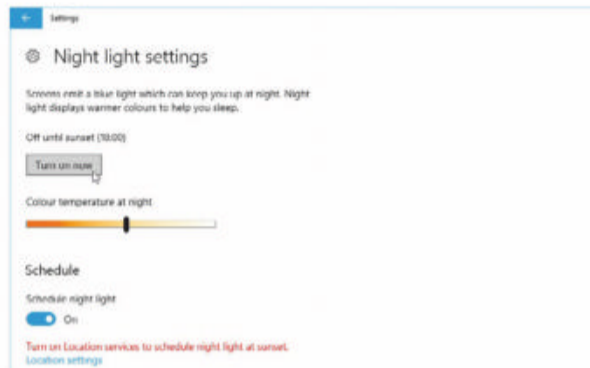 Settings
Night light settings
Screens emit a blue light which can keep you up at night. Night
light displays warmer colours to help you sleep.
Off until sunset (18:00)
Turn on now
Colour temperature at night
Schedule
Schedule night light
On
Turn on Location services to schedule night light at sunset.
Location settings